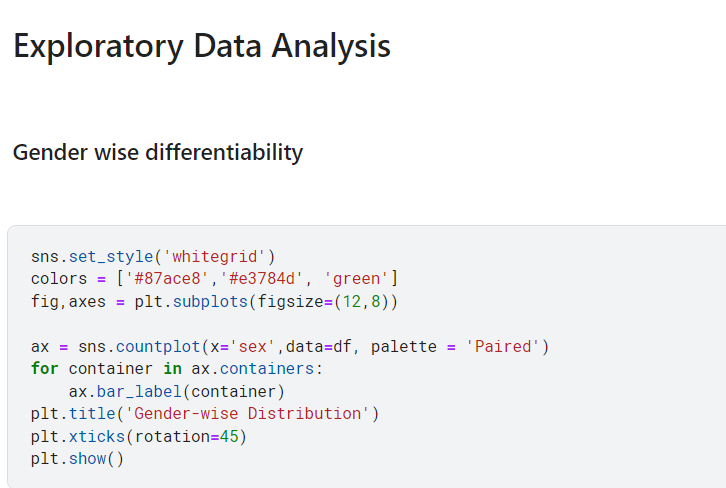 Exploratory Data Analysis
Gender wise differentiability
sns.set_style('whitegrid')
colors = ['#87ace8','#e3784d', 'green']
fig,axes = plt.subplots(figsize=(12,8))
ax = sns.countplot(x='sex',data=df, palette = 'Paired')
for container in ax.containers:
    ax.bar_label(container)
plt.title('Gender-wise Distribution')
plt.xticks(rotation=45)
plt.show()